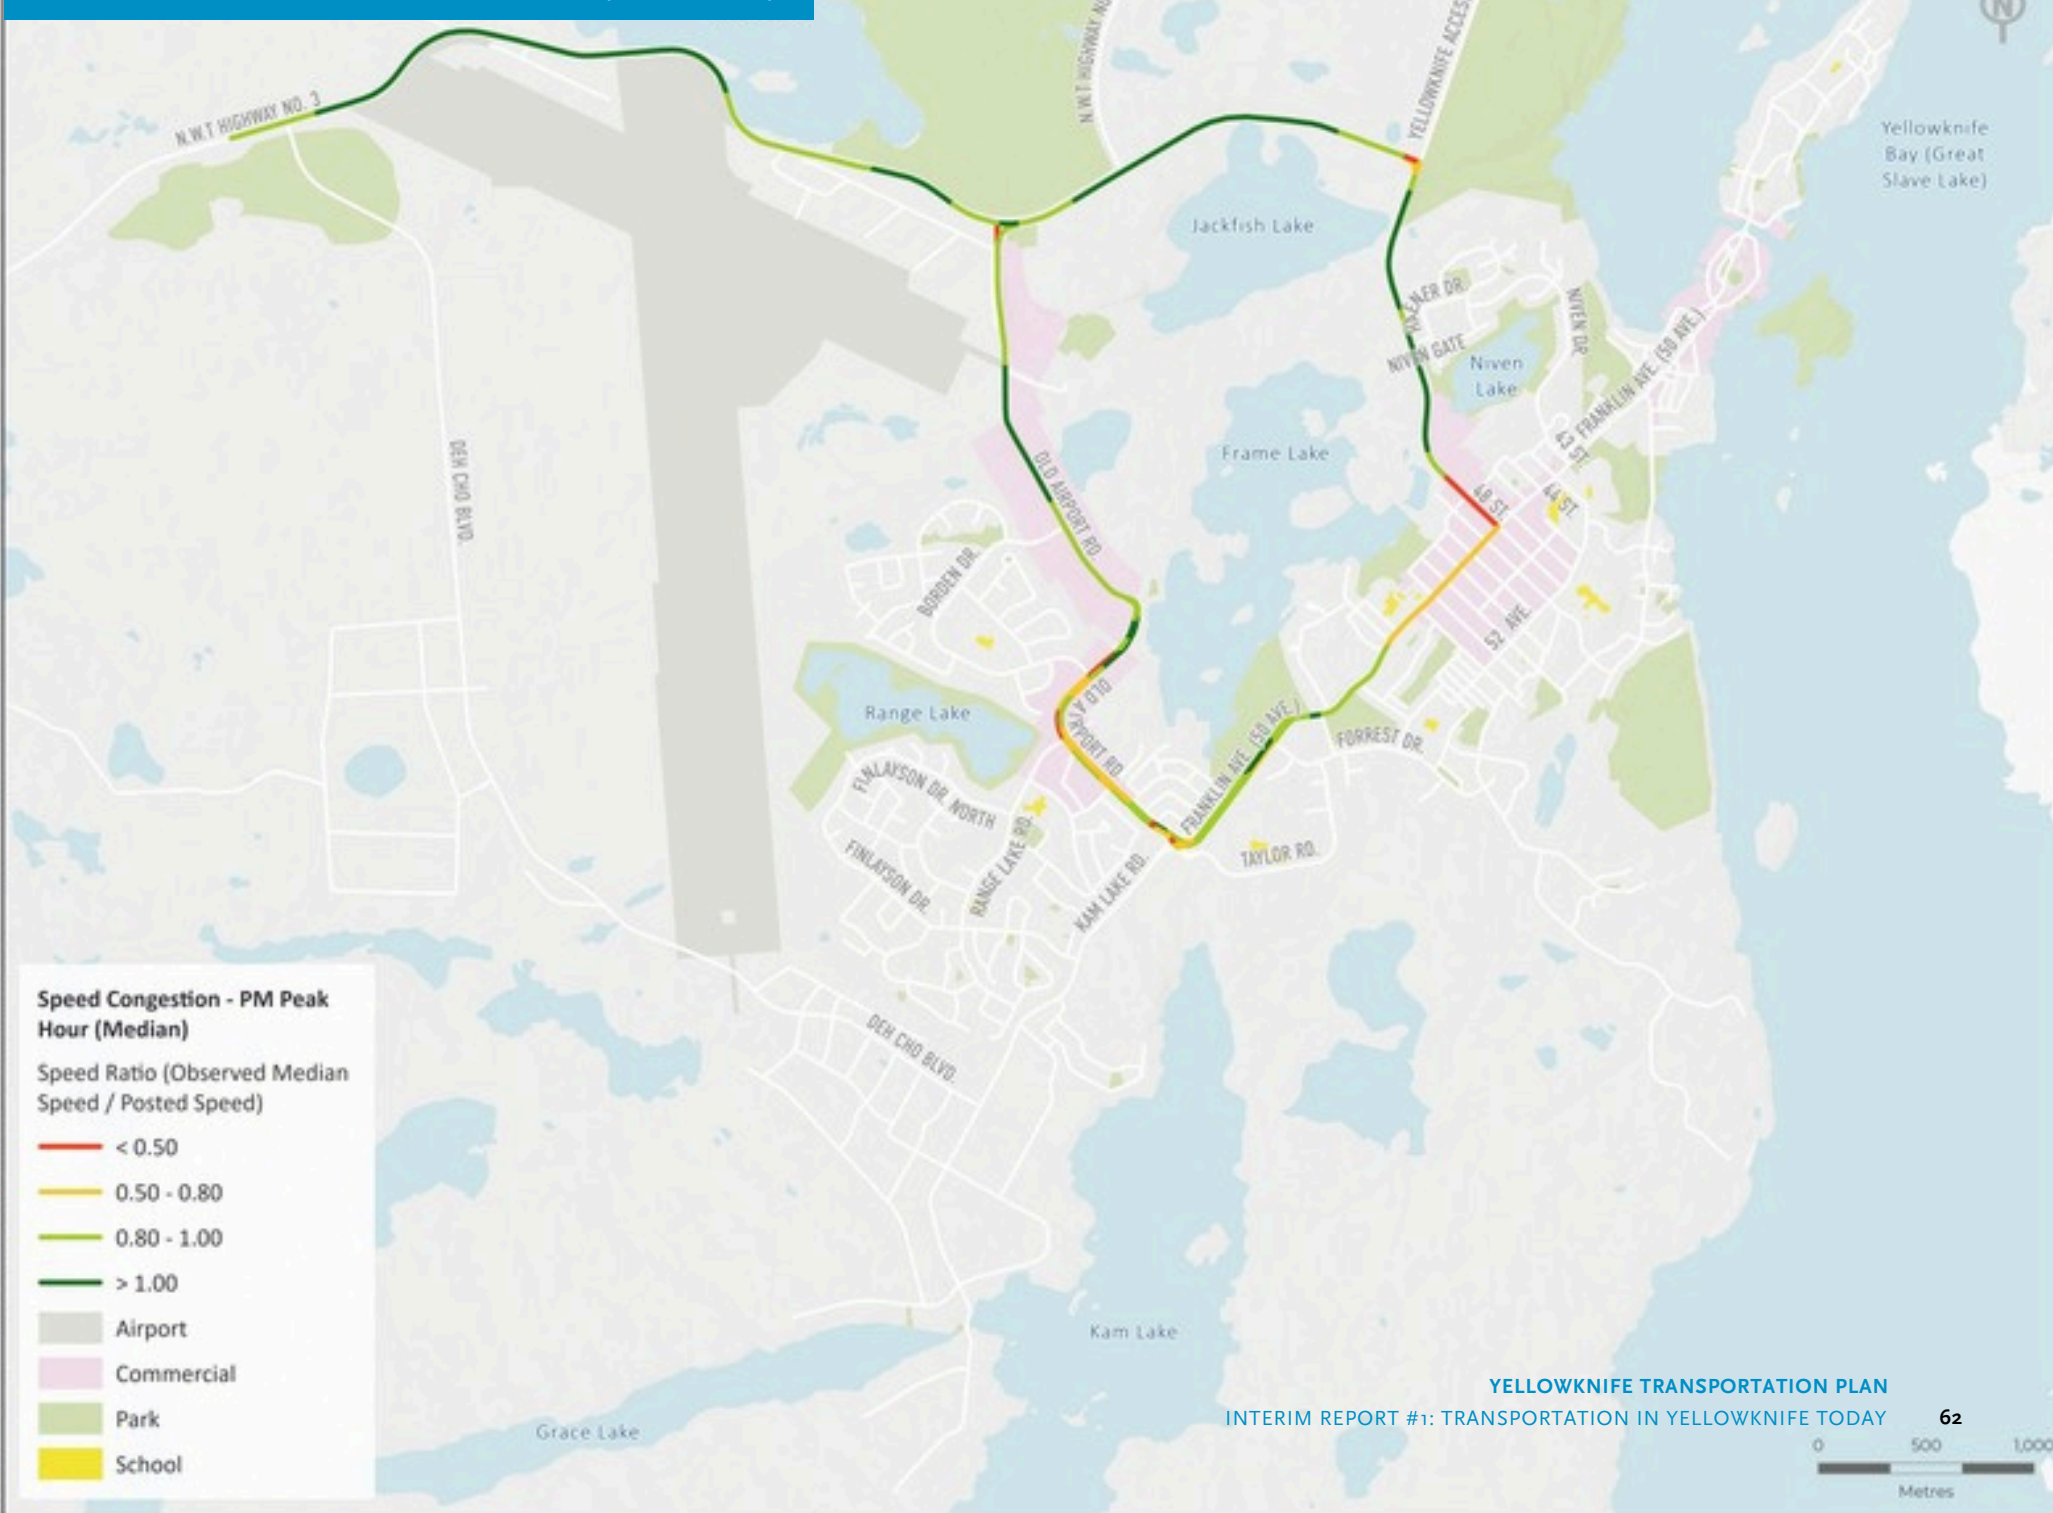 N
N.W.T HIGHWAY NO. 3
N.W.T HIGHWAY NO
YELLOWKNIFE ACCESS
Yellowknife
Bay (Great
Slave Lake)
Jackfish Lake
HAENER DR
NIVEN GATE
NIVEN DR
Niven
Lake
FRANKLIN AVE. (50 AVE.)
43 ST.
44 ST.
48 ST.
52 AVE.
Frame Lake
DEH CHO BLVD.
OLD AIRPORT RD.
BORDEN DR.
Range Lake
OLD AIRPORT RD
FRANKLIN AVE. (50 AVE.)
FORREST DR.
FINLAYSON DR. NORTH
FINLAYSON DR.
RANGE LAKE RD.
KAM LAKE RD.
TAYLOR RD.
DEH CHO BLVD.
Kam Lake
Grace Lake
Speed Congestion - PM Peak
Hour (Median)
Speed Ratio (Observed Median
Speed / Posted Speed)
< 0.50
0.50 - 0.80
0.80 - 1.00
> 1.00
Airport
Commercial
Park
School
YELLOWKNIFE TRANSPORTATION PLAN
INTERIM REPORT #1: TRANSPORTATION IN YELLOWKNIFE TODAY 62
0 500 1,000
Metres